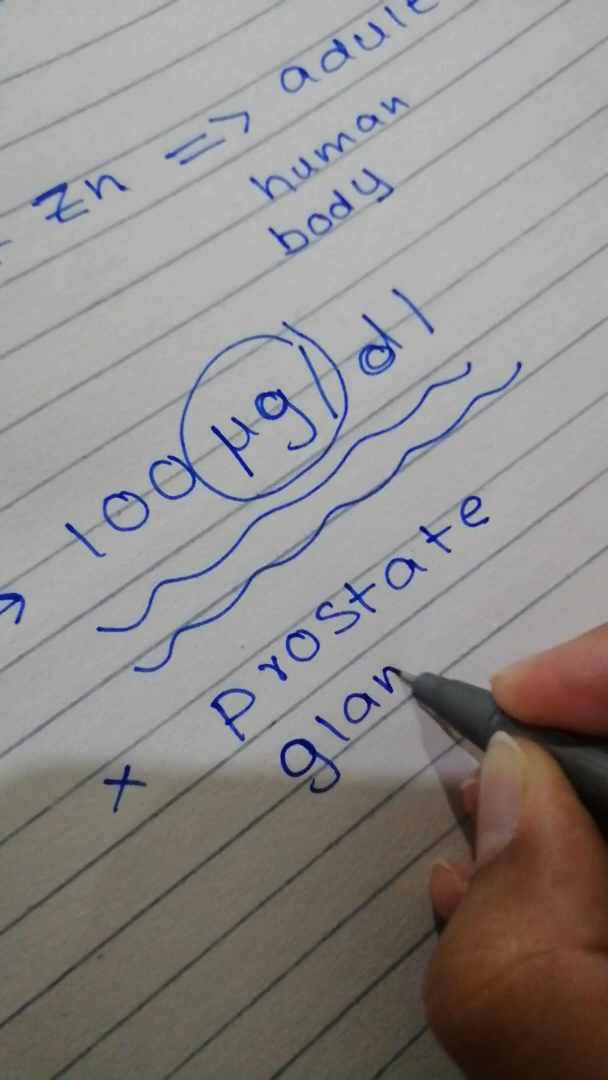 Zn => adult
human
body
100 µg/dl
Prostate
x glan